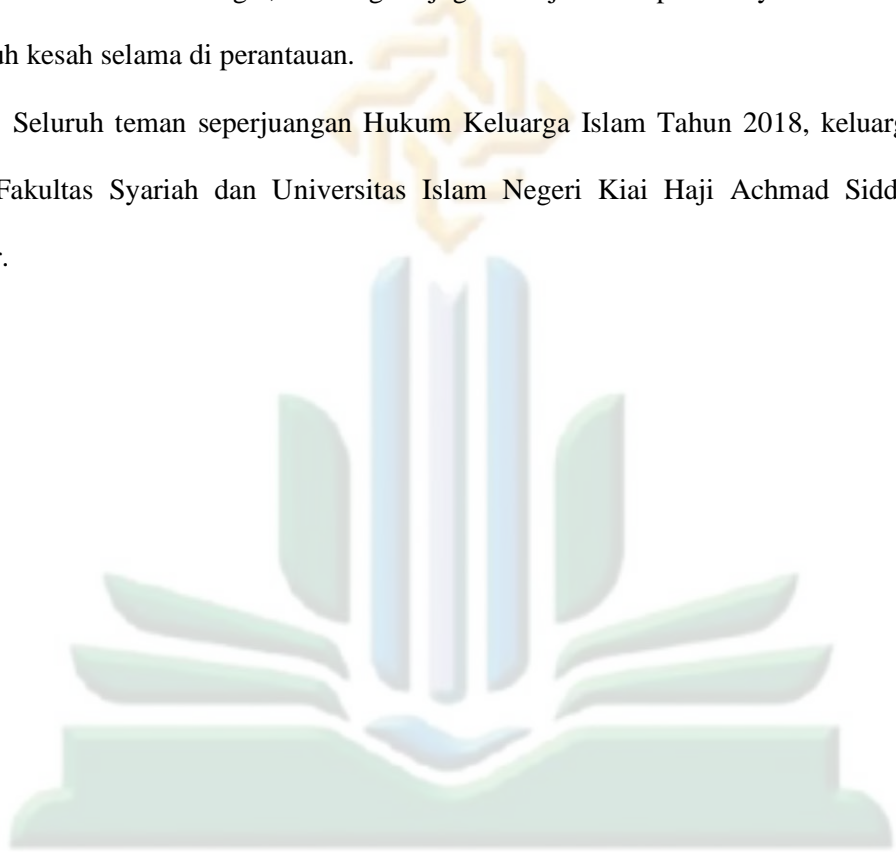 uh kesah selama di perantauan.
Seluruh teman seperjuangan Hukum Keluarga Islam Tahun 2018, keluarg
Fakultas Syariah dan Universitas Islam Negeri Kiai Haji Achmad Sidd
r.